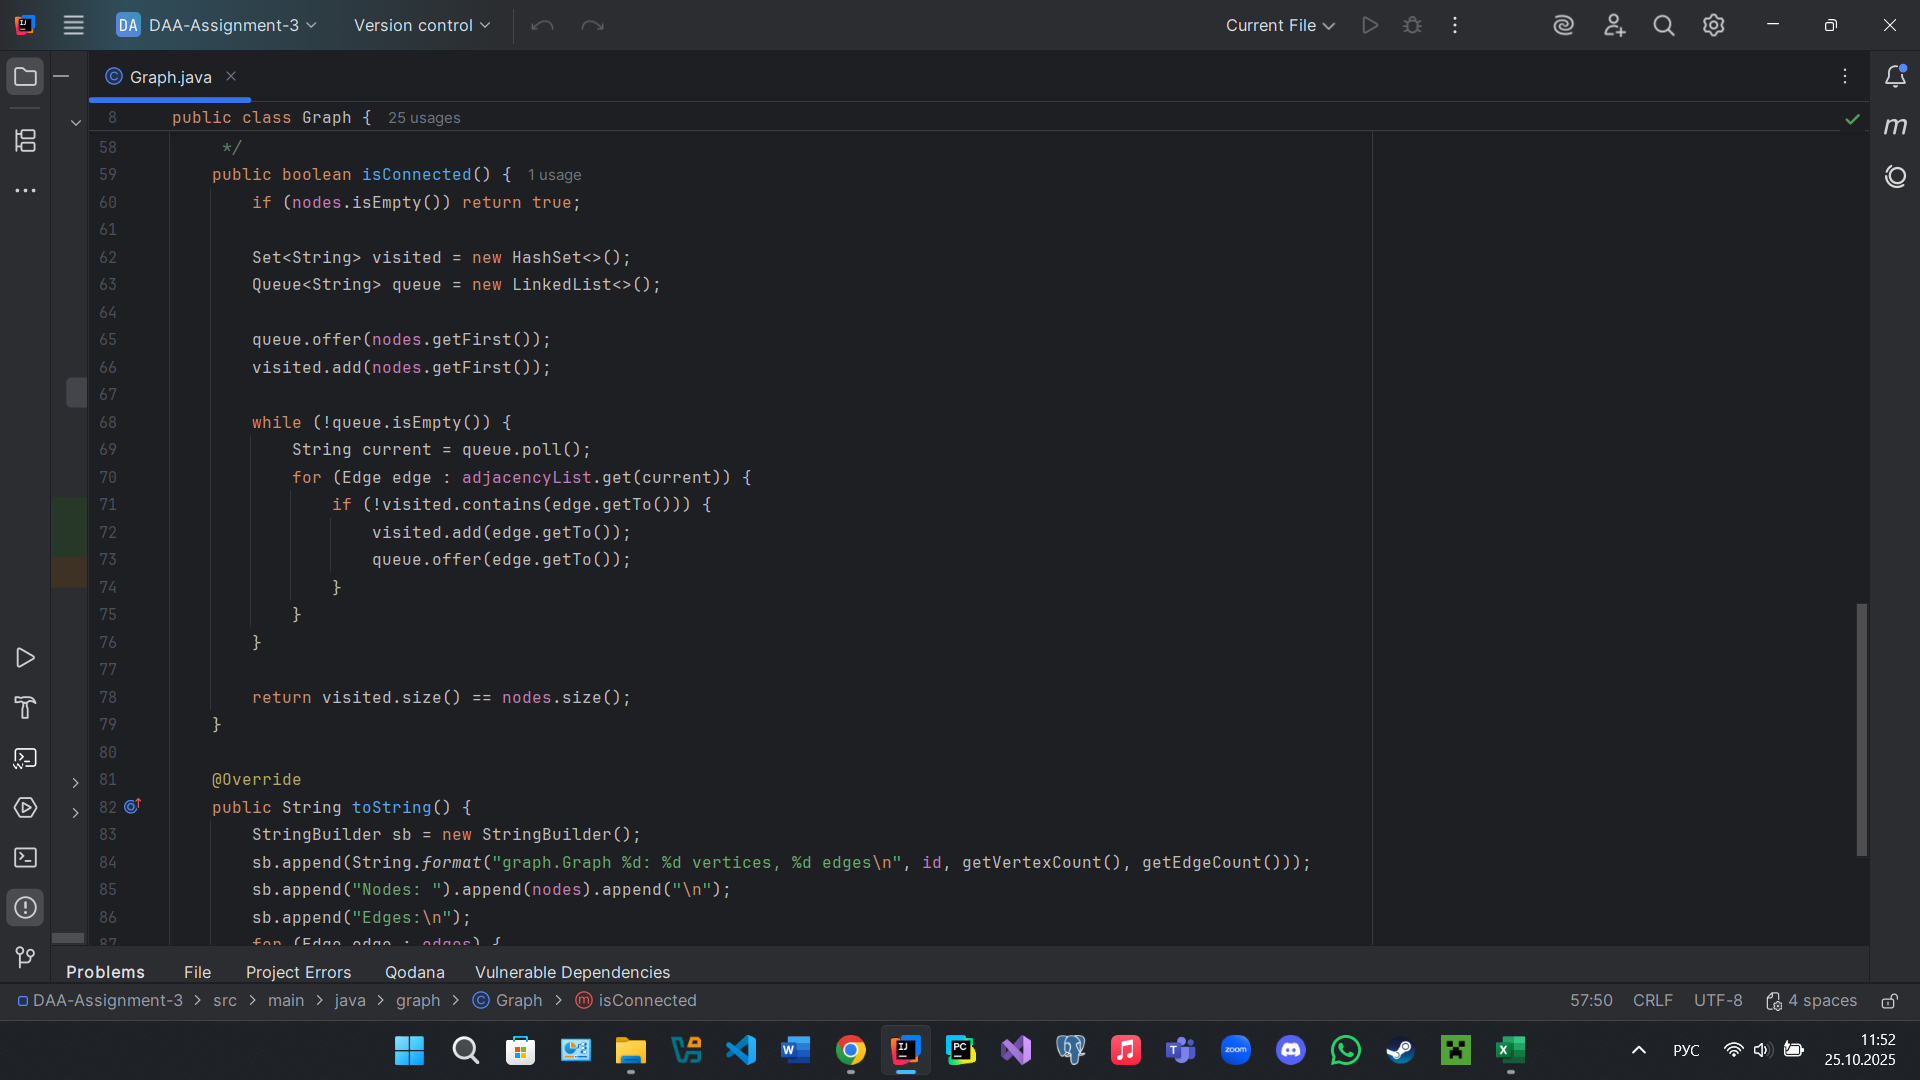 DA DAA-Assignment-3 Version control Current File
Graph.java
8 public class Graph { 25 usages
58 */
59 public boolean isConnected() { 1 usage
60 if (nodes.isEmpty()) return true;
61
62 Set<String> visited = new HashSet<>();
63 Queue<String> queue = new LinkedList<>();
64
65 queue.offer(nodes.getFirst());
66 visited.add(nodes.getFirst());
67
68 while (!queue.isEmpty()) {
69 String current = queue.poll();
70 for (Edge edge : adjacencyList.get(current)) {
71 if (!visited.contains(edge.getTo())) {
72 visited.add(edge.getTo());
73 queue.offer(edge.getTo());
74 }
75 }
76 }
77
78 return visited.size() == nodes.size();
79 }
80
81 @Override
82 public String toString() {
83 StringBuilder sb = new StringBuilder();
84 sb.append(String.format("graph.Graph %d: %d vertices, %d edges\n", id, getVertexCount(), getEdgeCount()));
85 sb.append("Nodes: ").append(nodes).append("\n");
86 sb.append("Edges:\n");
87 for (Edge edge : edges) {
Problems File Project Errors Qodana Vulnerable Dependencies
DAA-Assignment-3 > src > main > java > graph > Graph > isConnected 57:50 CRLF UTF-8 4 spaces
РУС
11:52
25.10.2025